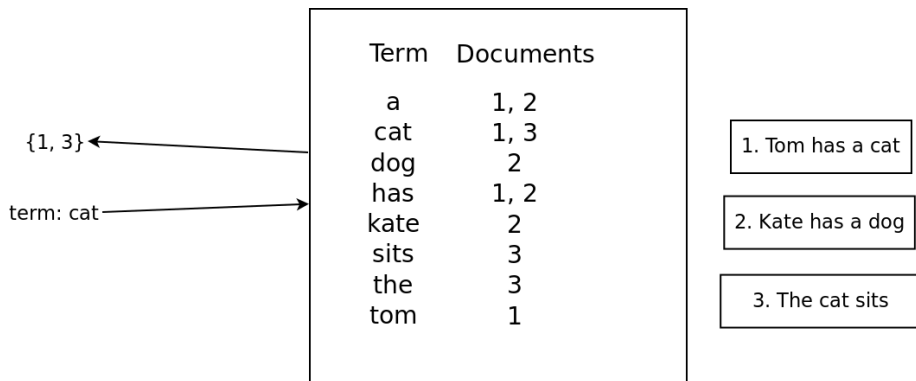 Term Documents
a 1, 2
cat 1, 3
dog 2
has 1, 2
kate 2
sits 3
the 3
tom 1
{1, 3}
term: cat
1. Tom has a cat
2. Kate has a dog
3. The cat sits